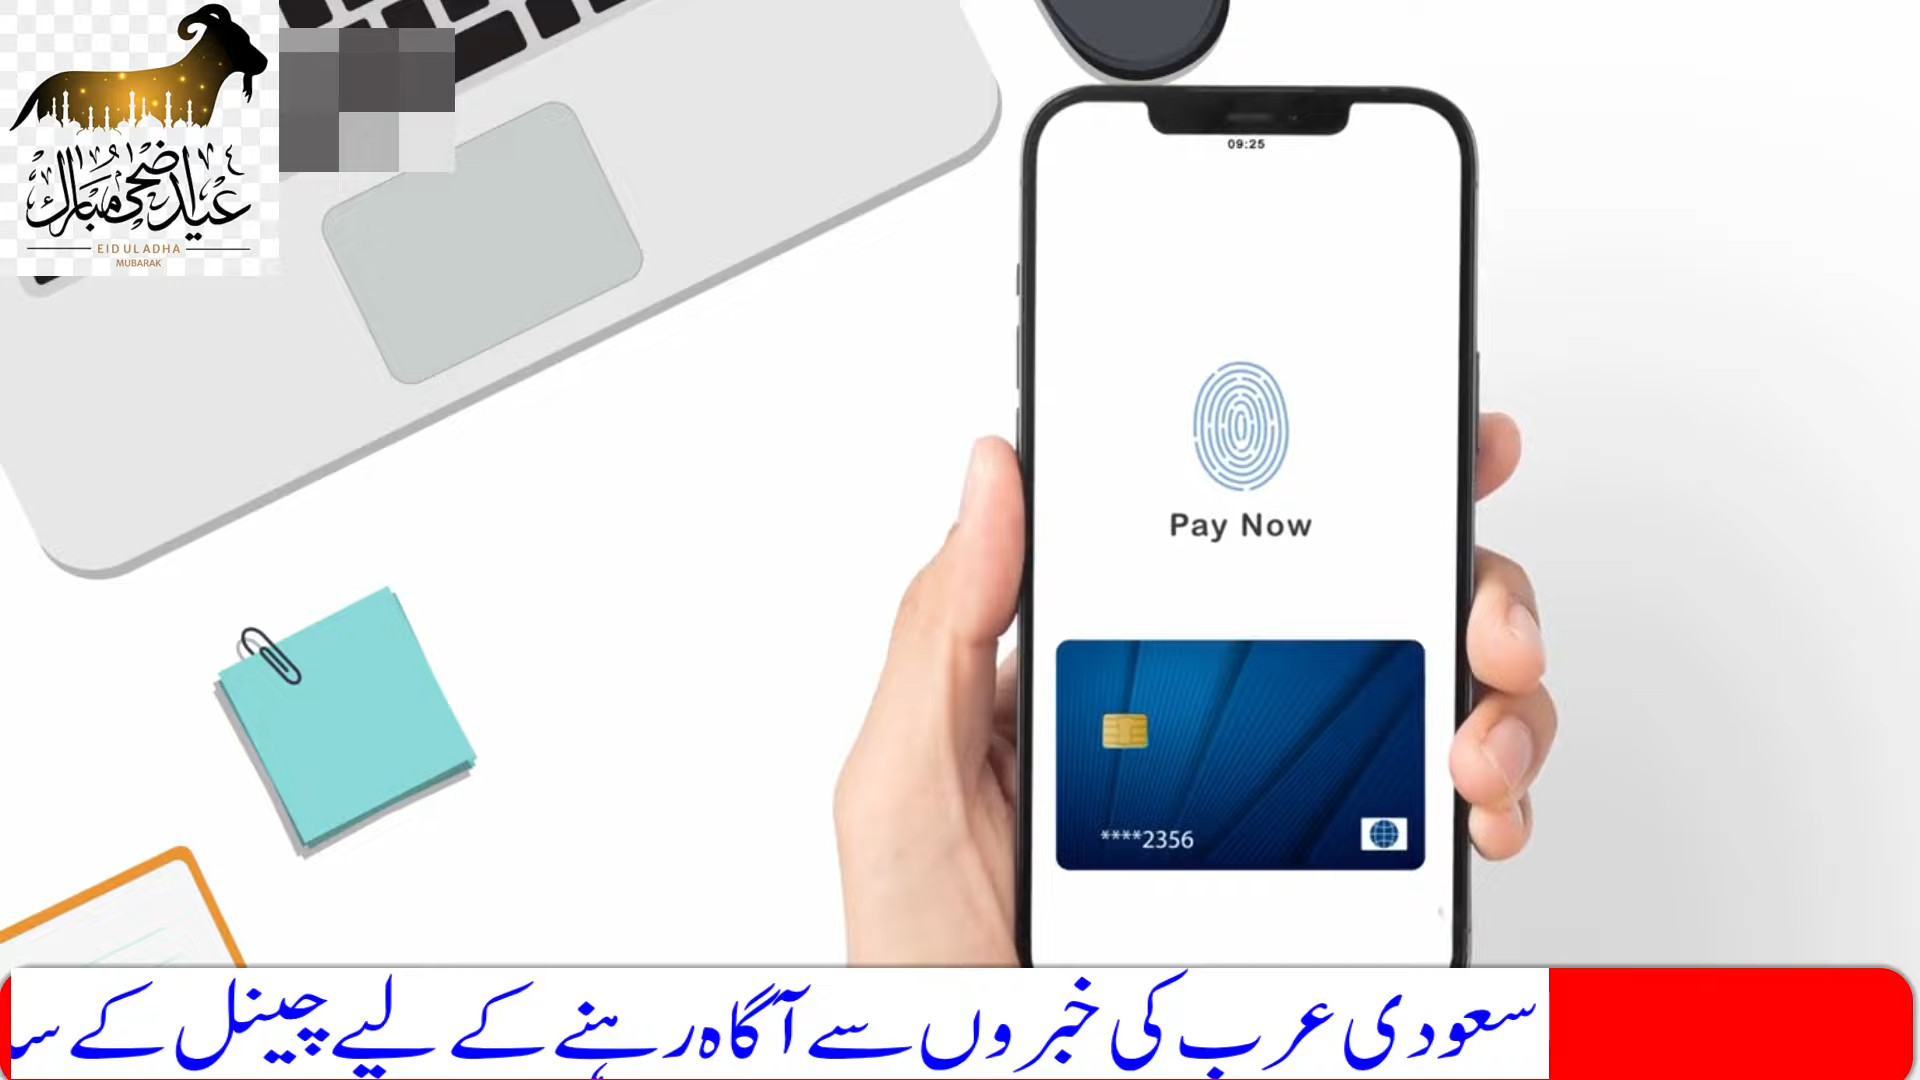 عید الاضحی مبارک
EID UL ADHA
MUBARAK
09:25
Pay Now
****2356
سعودی عرب کی خبروں سے آگاہ رہنے کے لیے چینل کے